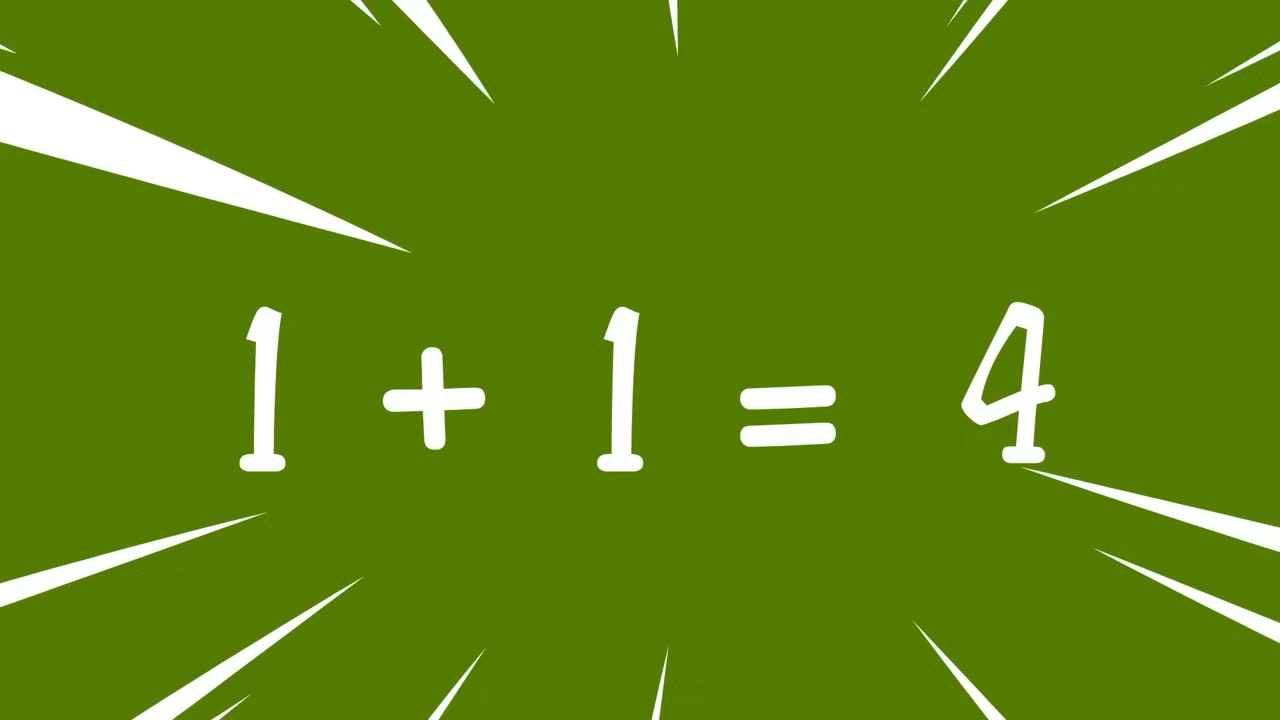 1 + 1 = 4